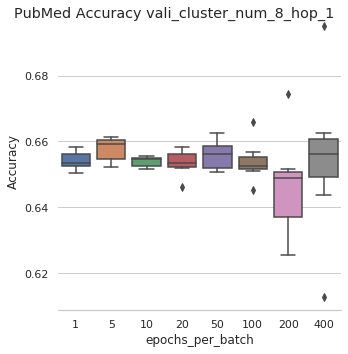 PubMed Accuracy vali_cluster_num_8_hop_1
Accuracy
0.68
0.66
0.64
0.62
1 5 10 20 50 100 200 400
epochs_per_batch